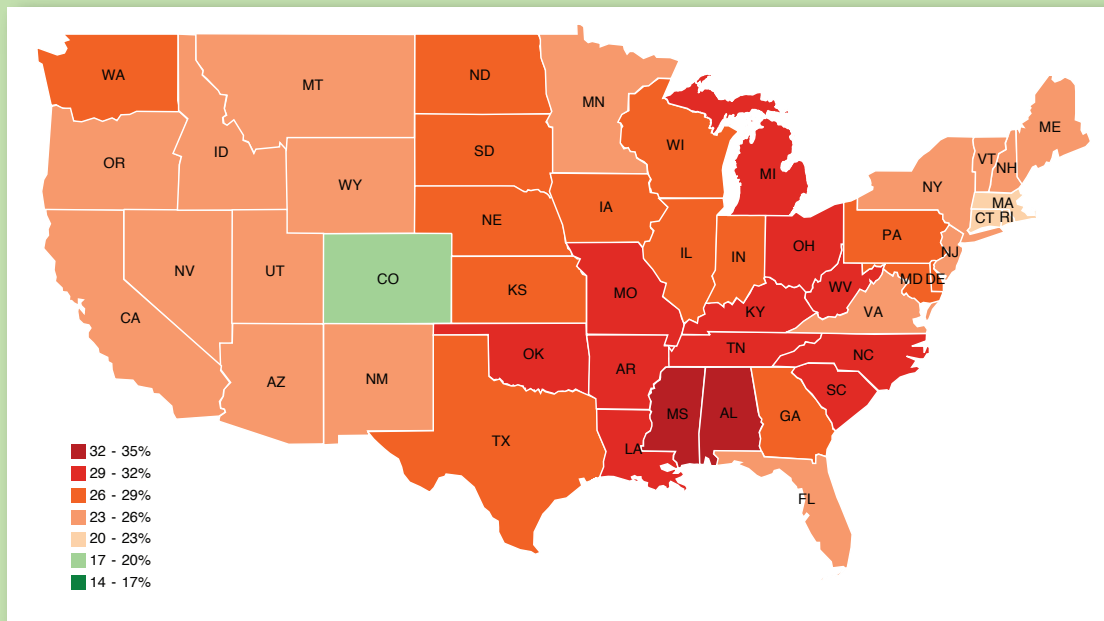 WA
MT
ND
MN
OR
ID
WY
SD
WI
MI
NY
VT
NH
ME
MA
CT RI
NE
IA
IL
IN
OH
PA
NJ
MD DE
NV
UT
CO
KS
MO
KY
WV
VA
CA
AZ
NM
OK
AR
TN
NC
SC
TX
LA
MS
AL
GA
FL
32 - 35%
29 - 32%
26 - 29%
23 - 26%
20 - 23%
17 - 20%
14 - 17%